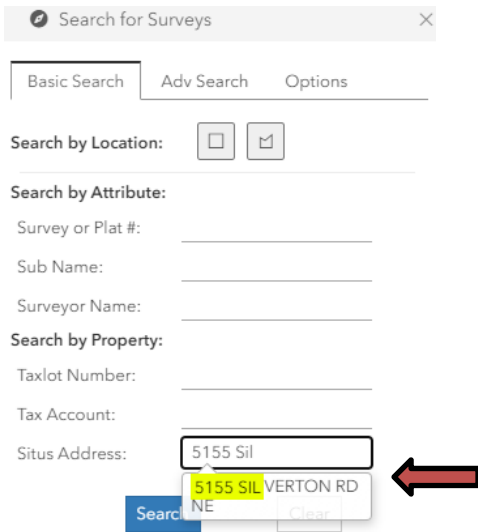 Search for Surveys
Basic Search Adv Search Options
Search by Location:
Search by Attribute:
Survey or Plat #:
Sub Name:
Surveyor Name:
Search by Property:
Taxlot Number:
Tax Account:
Situs Address: 5155 Sil
5155 SILVERTON RD
NE
Search Clear